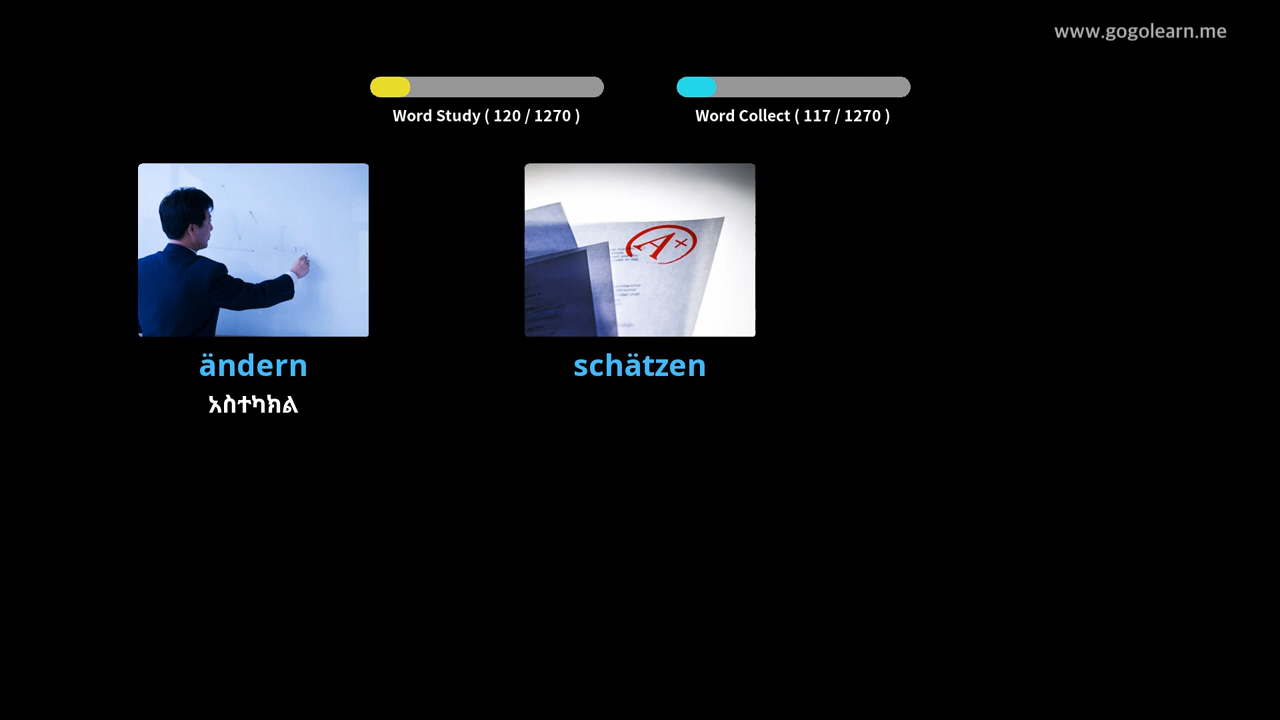 www.gogolearn.me
Word Study ( 120 / 1270 )
Word Collect ( 117 / 1270 )
A+
ändern
schätzen
አስተካክል